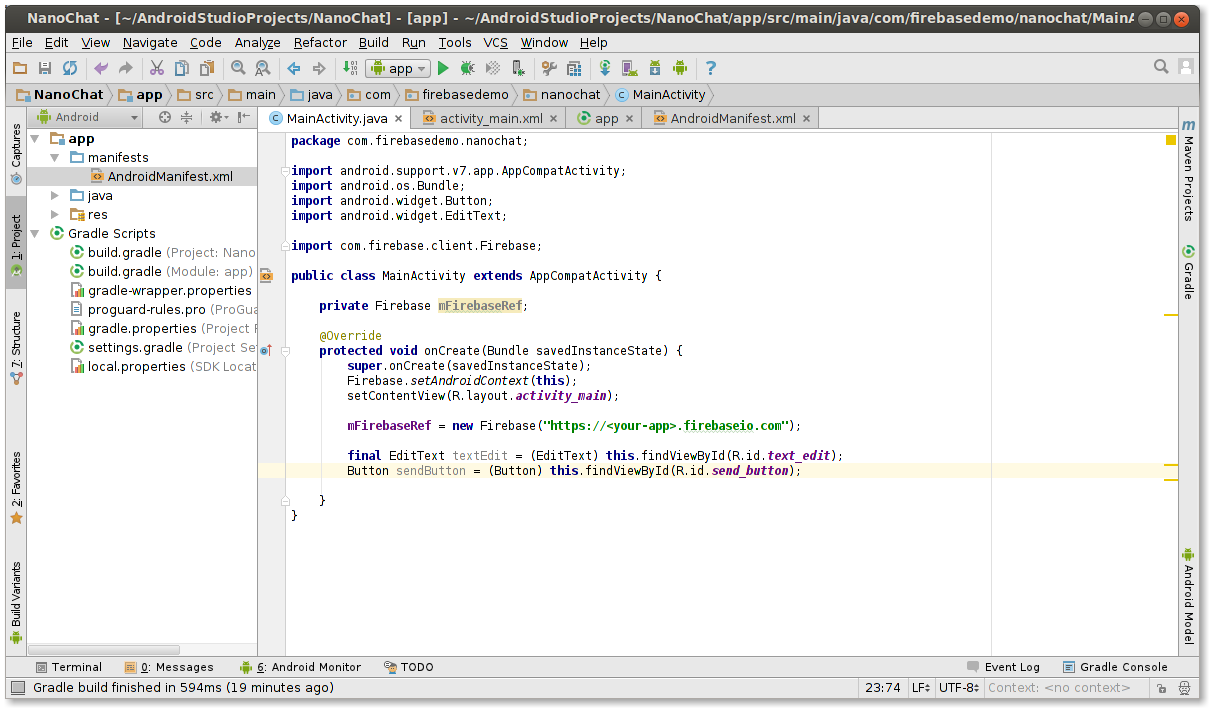 NanoChat - [~/AndroidStudioProjects/NanoChat] - [app] - ~/AndroidStudioProjects/NanoChat/app/src/main/java/com/firebasedemo/nanochat/MainA
File Edit View Navigate Code Analyze Refactor Build Run Tools VCS Window Help
app
NanoChat app src main java com firebasedemo nanochat MainActivity
Android
MainActivity.java activity_main.xml app AndroidManifest.xml
Captures
1: Project
7: Structure
2: Favorites
Build Variants
app
manifests
AndroidManifest.xml
java
res
Gradle Scripts
build.gradle (Project: Nano
build.gradle (Module: app)
gradle-wrapper.properties
proguard-rules.pro (ProGua
gradle.properties (Project F
settings.gradle (Project Set
local.properties (SDK Locat
package com.firebasedemo.nanochat;
import android.support.v7.app.AppCompatActivity;
import android.os.Bundle;
import android.widget.Button;
import android.widget.EditText;
import com.firebase.client.Firebase;
public class MainActivity extends AppCompatActivity {
private Firebase mFirebaseRef;
@Override
protected void onCreate(Bundle savedInstanceState) {
super.onCreate(savedInstanceState);
Firebase.setAndroidContext(this);
setContentView(R.layout.activity_main);
mFirebaseRef = new Firebase("https://<your-app>.firebaseio.com");
final EditText textEdit = (EditText) this.findViewById(R.id.text_edit);
Button sendButton = (Button) this.findViewById(R.id.send_button);
}
}
Maven Projects
Gradle
Android Model
Terminal 0: Messages 6: Android Monitor TODO Event Log Gradle Console
Gradle build finished in 594ms (19 minutes ago) 23:74 LF UTF-8 Context: <no context>